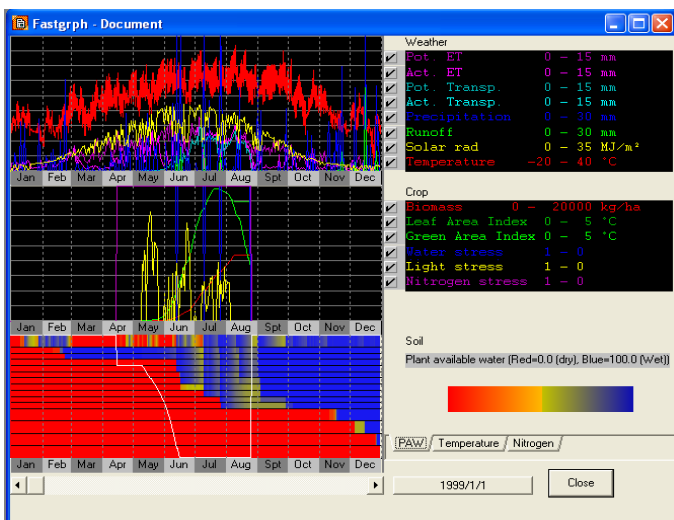 Fastgrph - Document
Weather
Pot. ET 0 - 15 mm
Act. ET 0 - 15 mm
Pot. Transp. 0 - 15 mm
Act. Transp. 0 - 15 mm
Precipitation 0 - 30 mm
Runoff 0 - 30 mm
Solar rad 0 - 35 MJ/m²
Temperature -20 - 40 °C
Jan Feb Mar Apr May Jun Jul Aug Spt Oct Nov Dec
Crop
Biomass 0 - 20000 kg/ha
Leaf Area Index 0 - 5 °C
Green Area Index 0 - 5 °C
Water stress 1 - 0
Light stress 1 - 0
Nitrogen stress 1 - 0
Jan Feb Mar Apr May Jun Jul Aug Spt Oct Nov Dec
Soil
Plant available water (Red=0.0 (dry), Blue=100.0 (Wet))
PAW Temperature Nitrogen
Jan Feb Mar Apr May Jun Jul Aug Spt Oct Nov Dec
1999/1/1 Close